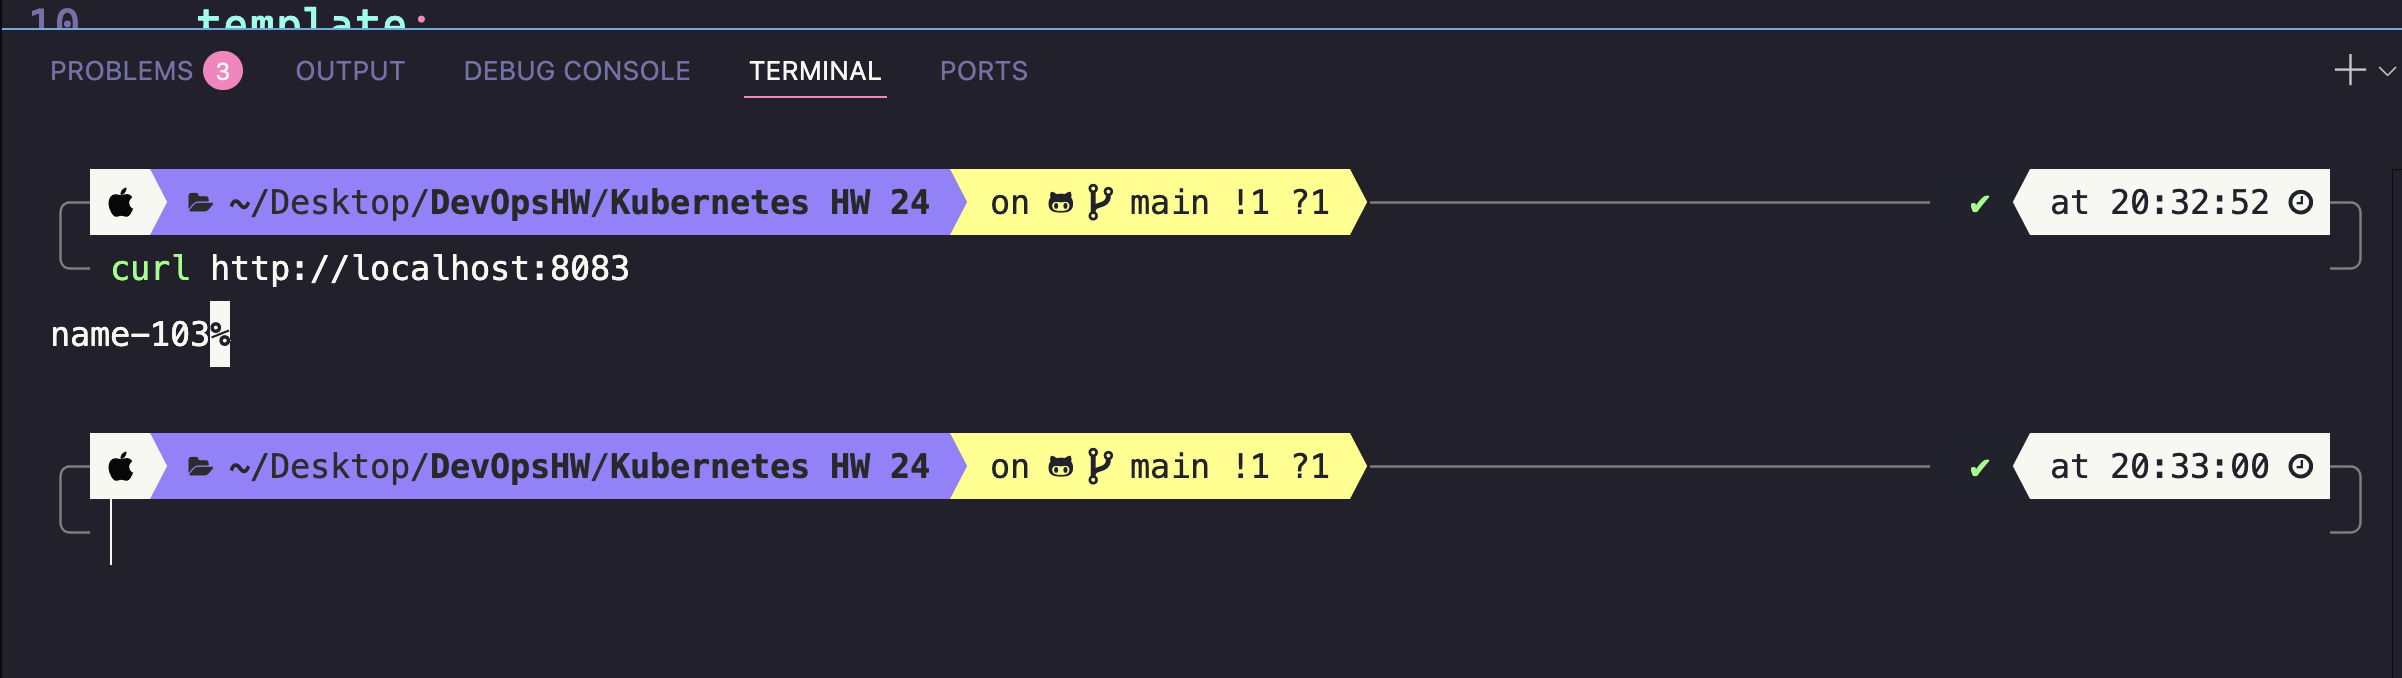 10 template:
PROBLEMS 3 OUTPUT DEBUG CONSOLE TERMINAL PORTS
~/Desktop/DevOpsHW/Kubernetes HW 24 on main !1 ?1 ✔ at 20:32:52
curl http://localhost:8083
name-103%
~/Desktop/DevOpsHW/Kubernetes HW 24 on main !1 ?1 ✔ at 20:33:00